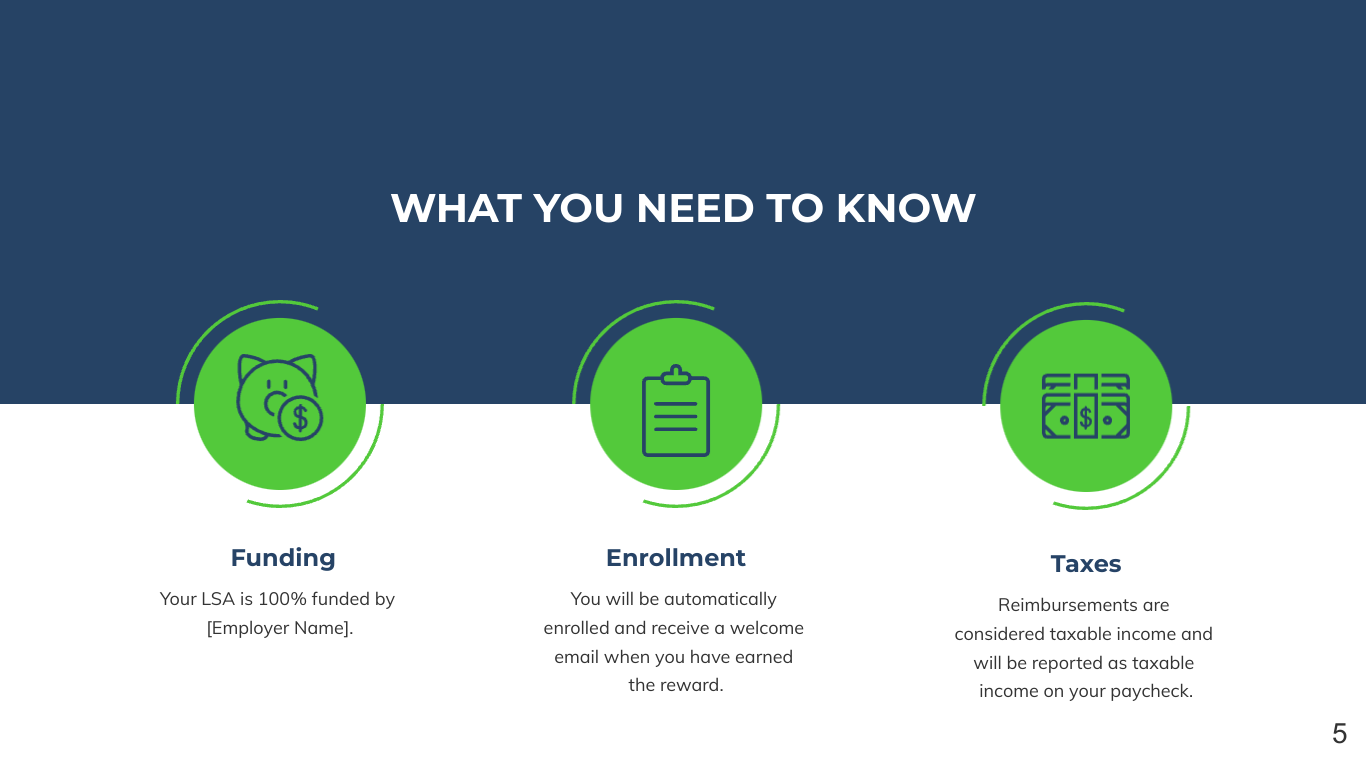 WHAT YOU NEED TO KNOW
$
$
Funding
Your LSA is 100% funded by
[Employer Name].
Enrollment
You will be automatically
enrolled and receive a welcome
email when you have earned
the reward.
Taxes
Reimbursements are
considered taxable income and
will be reported as taxable
income on your paycheck.
5